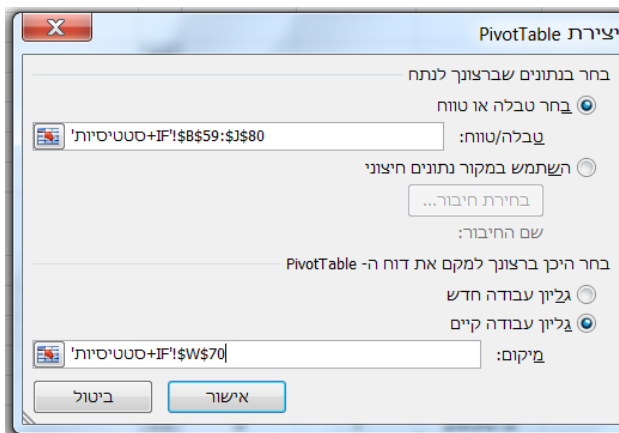 יצירת PivotTable
בחר בנתונים שברצונך לנתח
בחר טבלה או טווח
טבלה/טווח: 'סטטיסיות+IF'!$B$59:$J$80
השתמש במקור נתונים חיצוני
בחירת חיבור...
שם החיבור:
בחר היכן ברצונך למקם את דוח ה- PivotTable
גליון עבודה חדש
גליון עבודה קיים
מיקום: 'סטטיסיות+IF'!$W$70
אישור ביטול